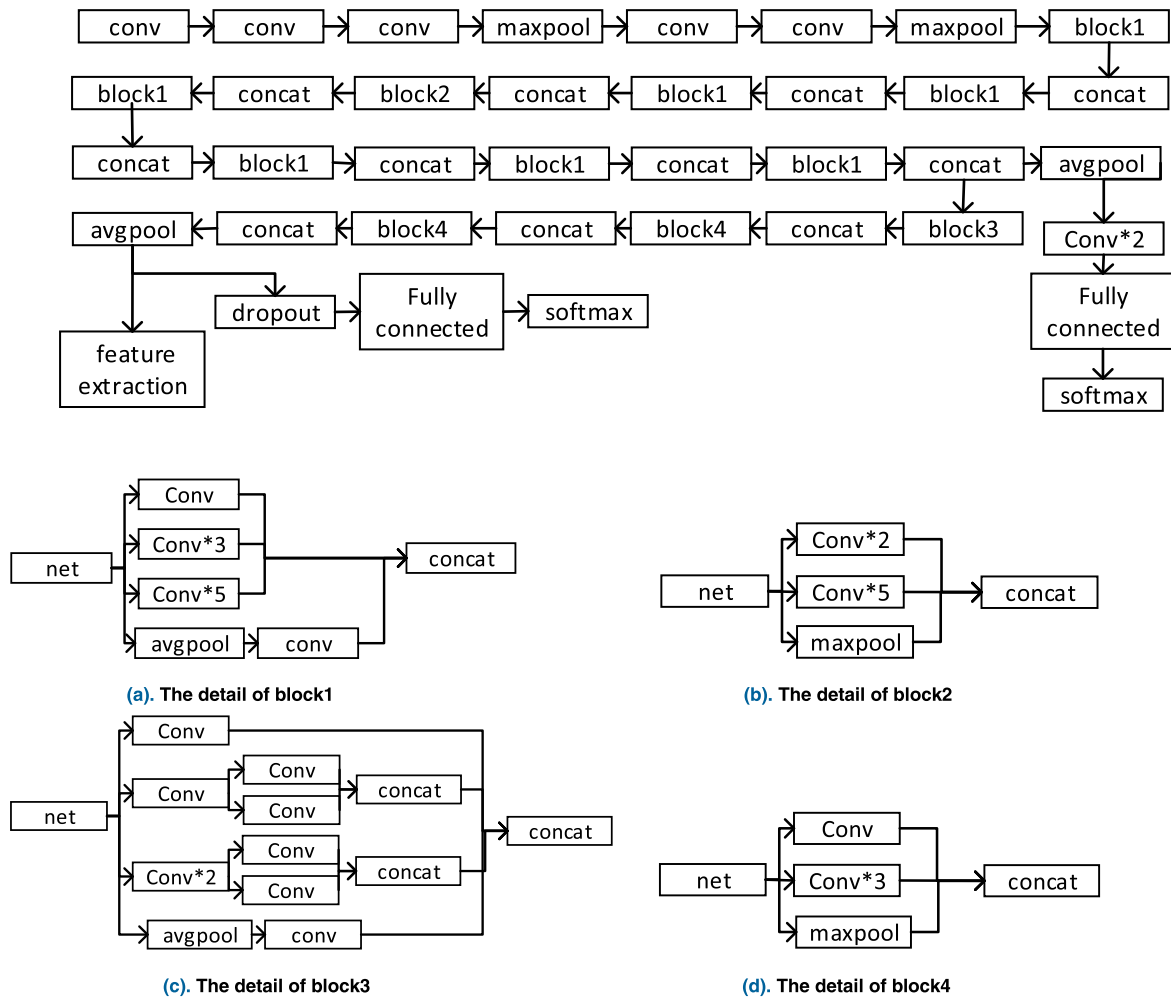 conv conv conv maxpool conv conv maxpool block1
block1 concat block2 concat block1 concat block1 concat
concat block1 concat block1 concat block1 concat avgpool
avgpool concat block4 concat block4 concat block3 Conv*2
dropout Fully connected softmax
feature extraction
Fully connected
softmax
Conv
Conv*3
net
concat
Conv*5
avgpool conv
(a). The detail of block1
Conv*2
net Conv*5 concat
maxpool
(b). The detail of block2
Conv
Conv
Conv concat
Conv
net concat
Conv
Conv*2 concat
Conv
avgpool conv
(c). The detail of block3
Conv
net Conv*3 concat
maxpool
(d). The detail of block4